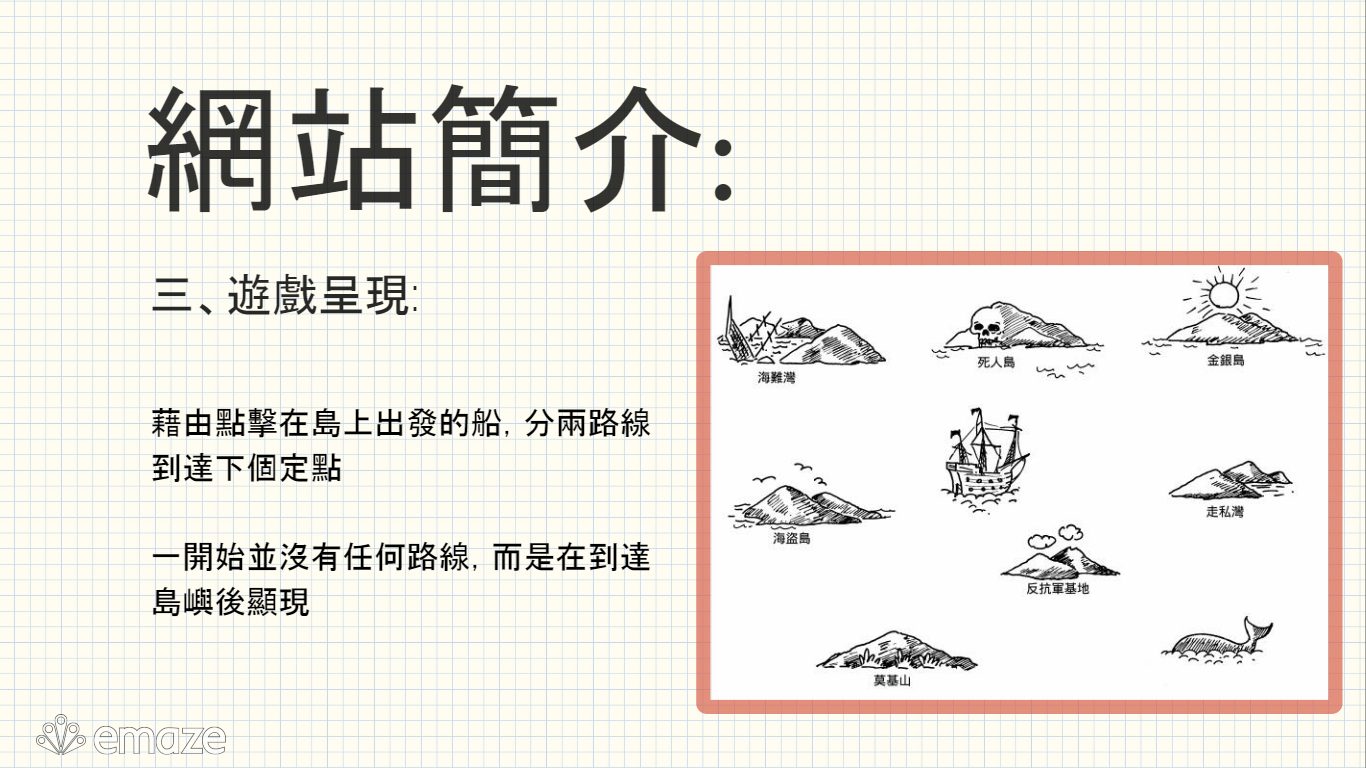 網站簡介:
三、遊戲呈現:
藉由點擊在島上出發的船, 分兩路線
到達下個定點
一開始並沒有任何路線, 而是在到達
島嶼後顯現
海難灣
死人島
金銀島
海盜島
走私灣
反抗軍基地
莫基山
emaze